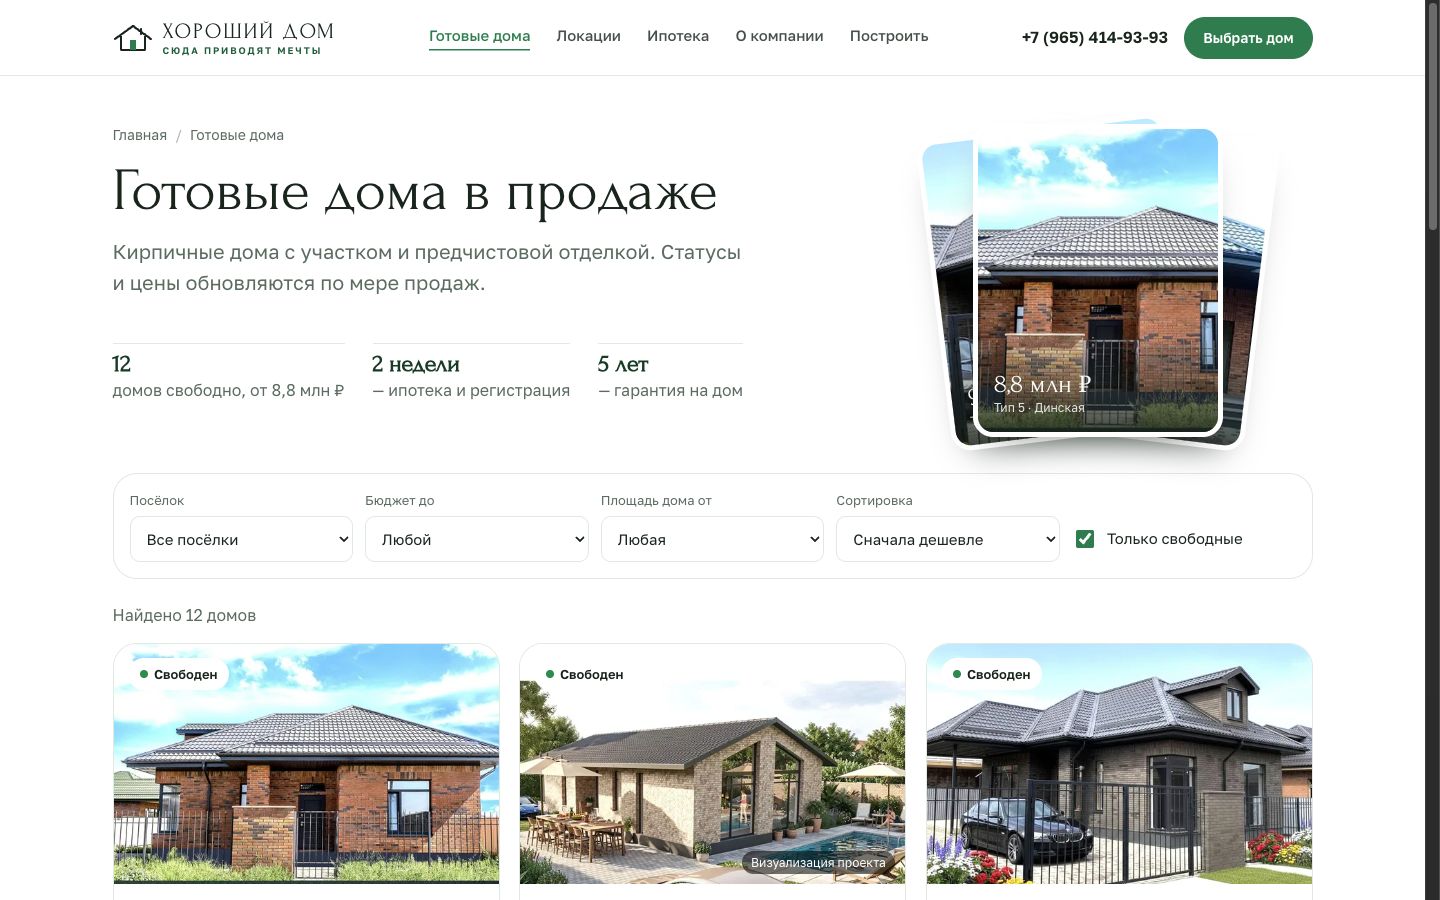 ХОРОШИЙ ДОМ
СЮДА ПРИВОДЯТ МЕЧТЫ
Готовые дома
Локации
Ипотека
О компании
Построить
+7 (965) 414-93-93
Выбрать дом
Главная / Готовые дома
Готовые дома в продаже
Кирпичные дома с участком и предчистовой отделкой. Статусы
и цены обновляются по мере продаж.
12
домов свободно, от 8,8 млн ₽
2 недели
— ипотека и регистрация
5 лет
— гарантия на дом
9
8,8 млн ₽
Тип 5 · Динская
Посёлок
Все посёлки
Бюджет до
Любой
Площадь дома от
Любая
Сортировка
Сначала дешевле
Только свободные
Найдено 12 домов
Свободен
Свободен
Визуализация проекта
Свободен